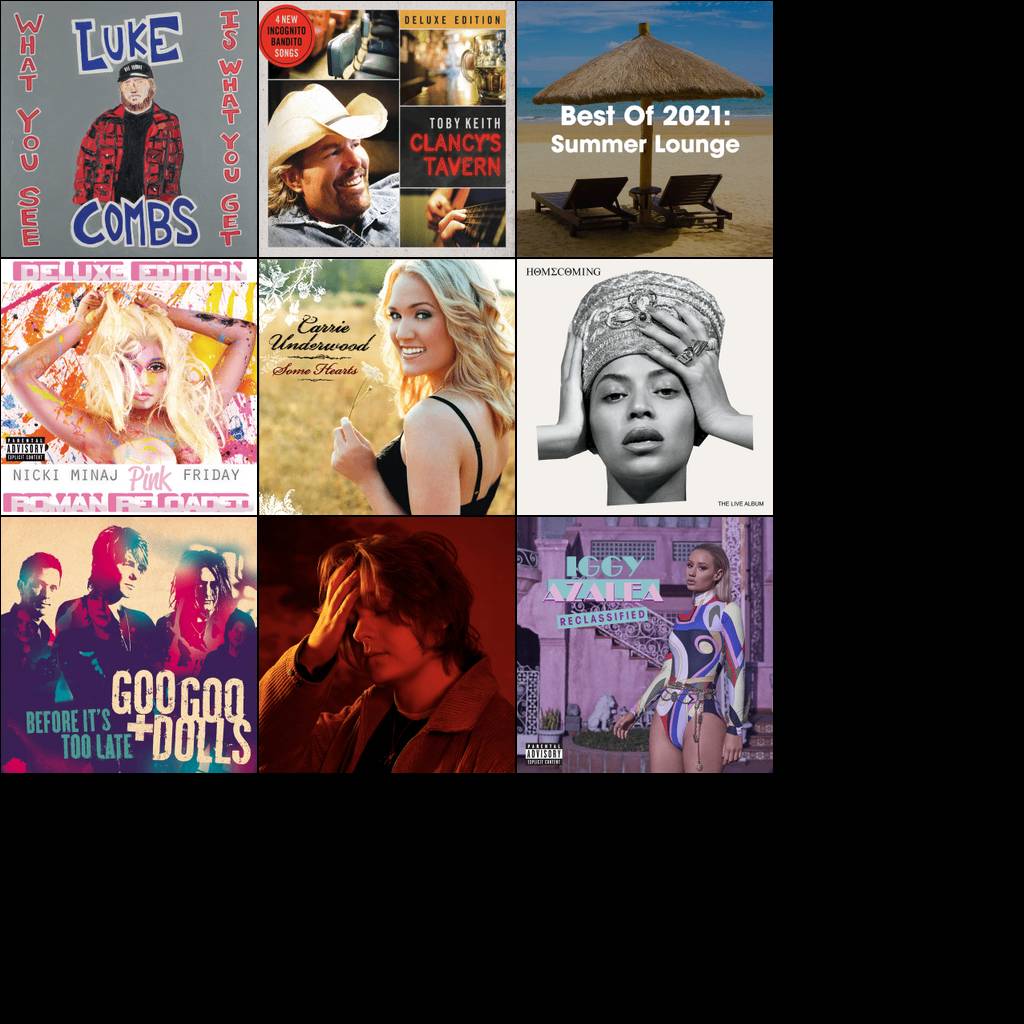 WHAT YOU SEE
LUKE
COMBS
IS WHAT YOU GET
4 NEW
INCOGNITO
BANDITO
SONGS
DELUXE EDITION
TOBY KEITH
CLANCY'S
TAVERN
Best Of 2021:
Summer Lounge
DELUXE EDITION
PARENTAL
ADVISORY
EXPLICIT CONTENT
NICKI MINAJ Pink FRIDAY
ROMAN RELOADED
Carrie
Underwood
Some Hearts
HOMΣCOMING
THE LIVE ALBUM
GOO GOO
+DOLLS
BEFORE IT'S
TOO LATE
IGGY
AZALEA
RECLASSIFIED
PARENTAL
ADVISORY
EXPLICIT CONTENT